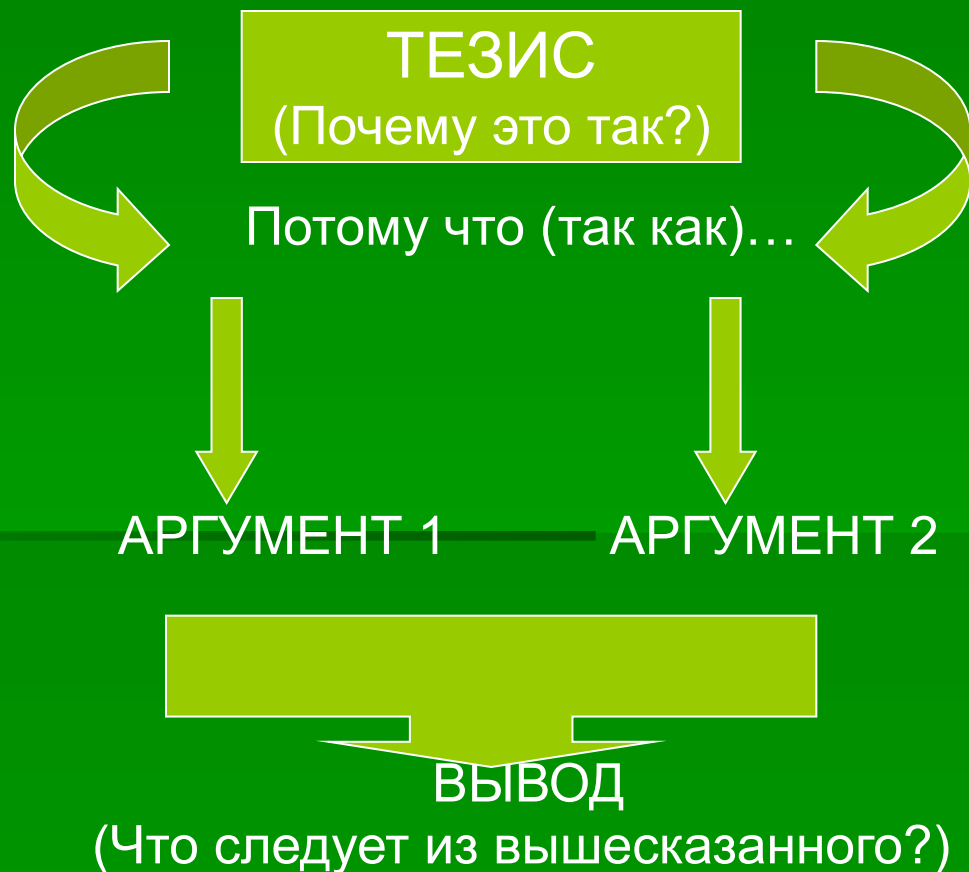 ТЕЗИС
(Почему это так?)
Потому что (так как)…
АРГУМЕНТ 1 АРГУМЕНТ 2
ВЫВОД
(Что следует из вышесказанного?)